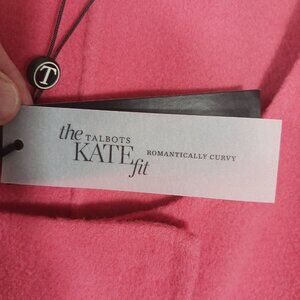 T
the TALBOTS
KATE ROMANTICALLY CURVY
fit